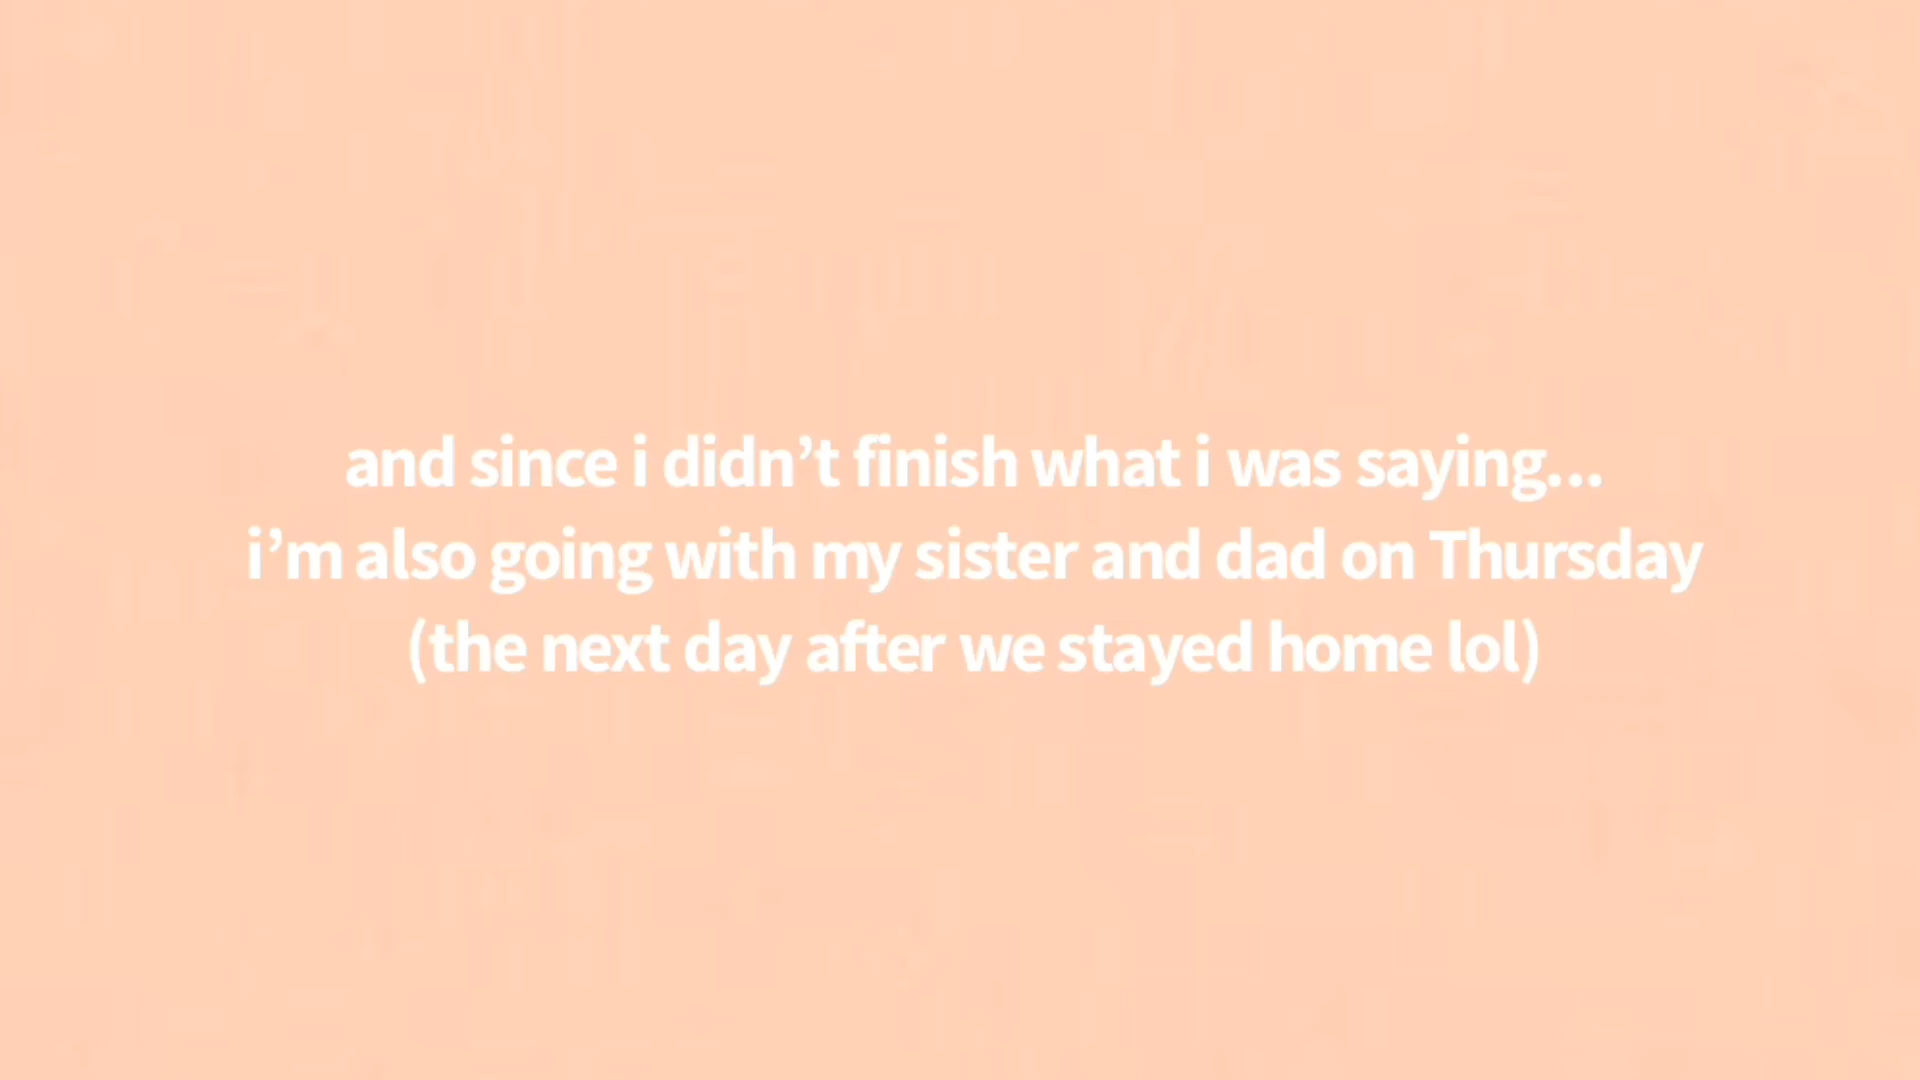 and since i didn’t finish what i was saying...
i’m also going with my sister and dad on Thursday
(the next day after we stayed home lol)